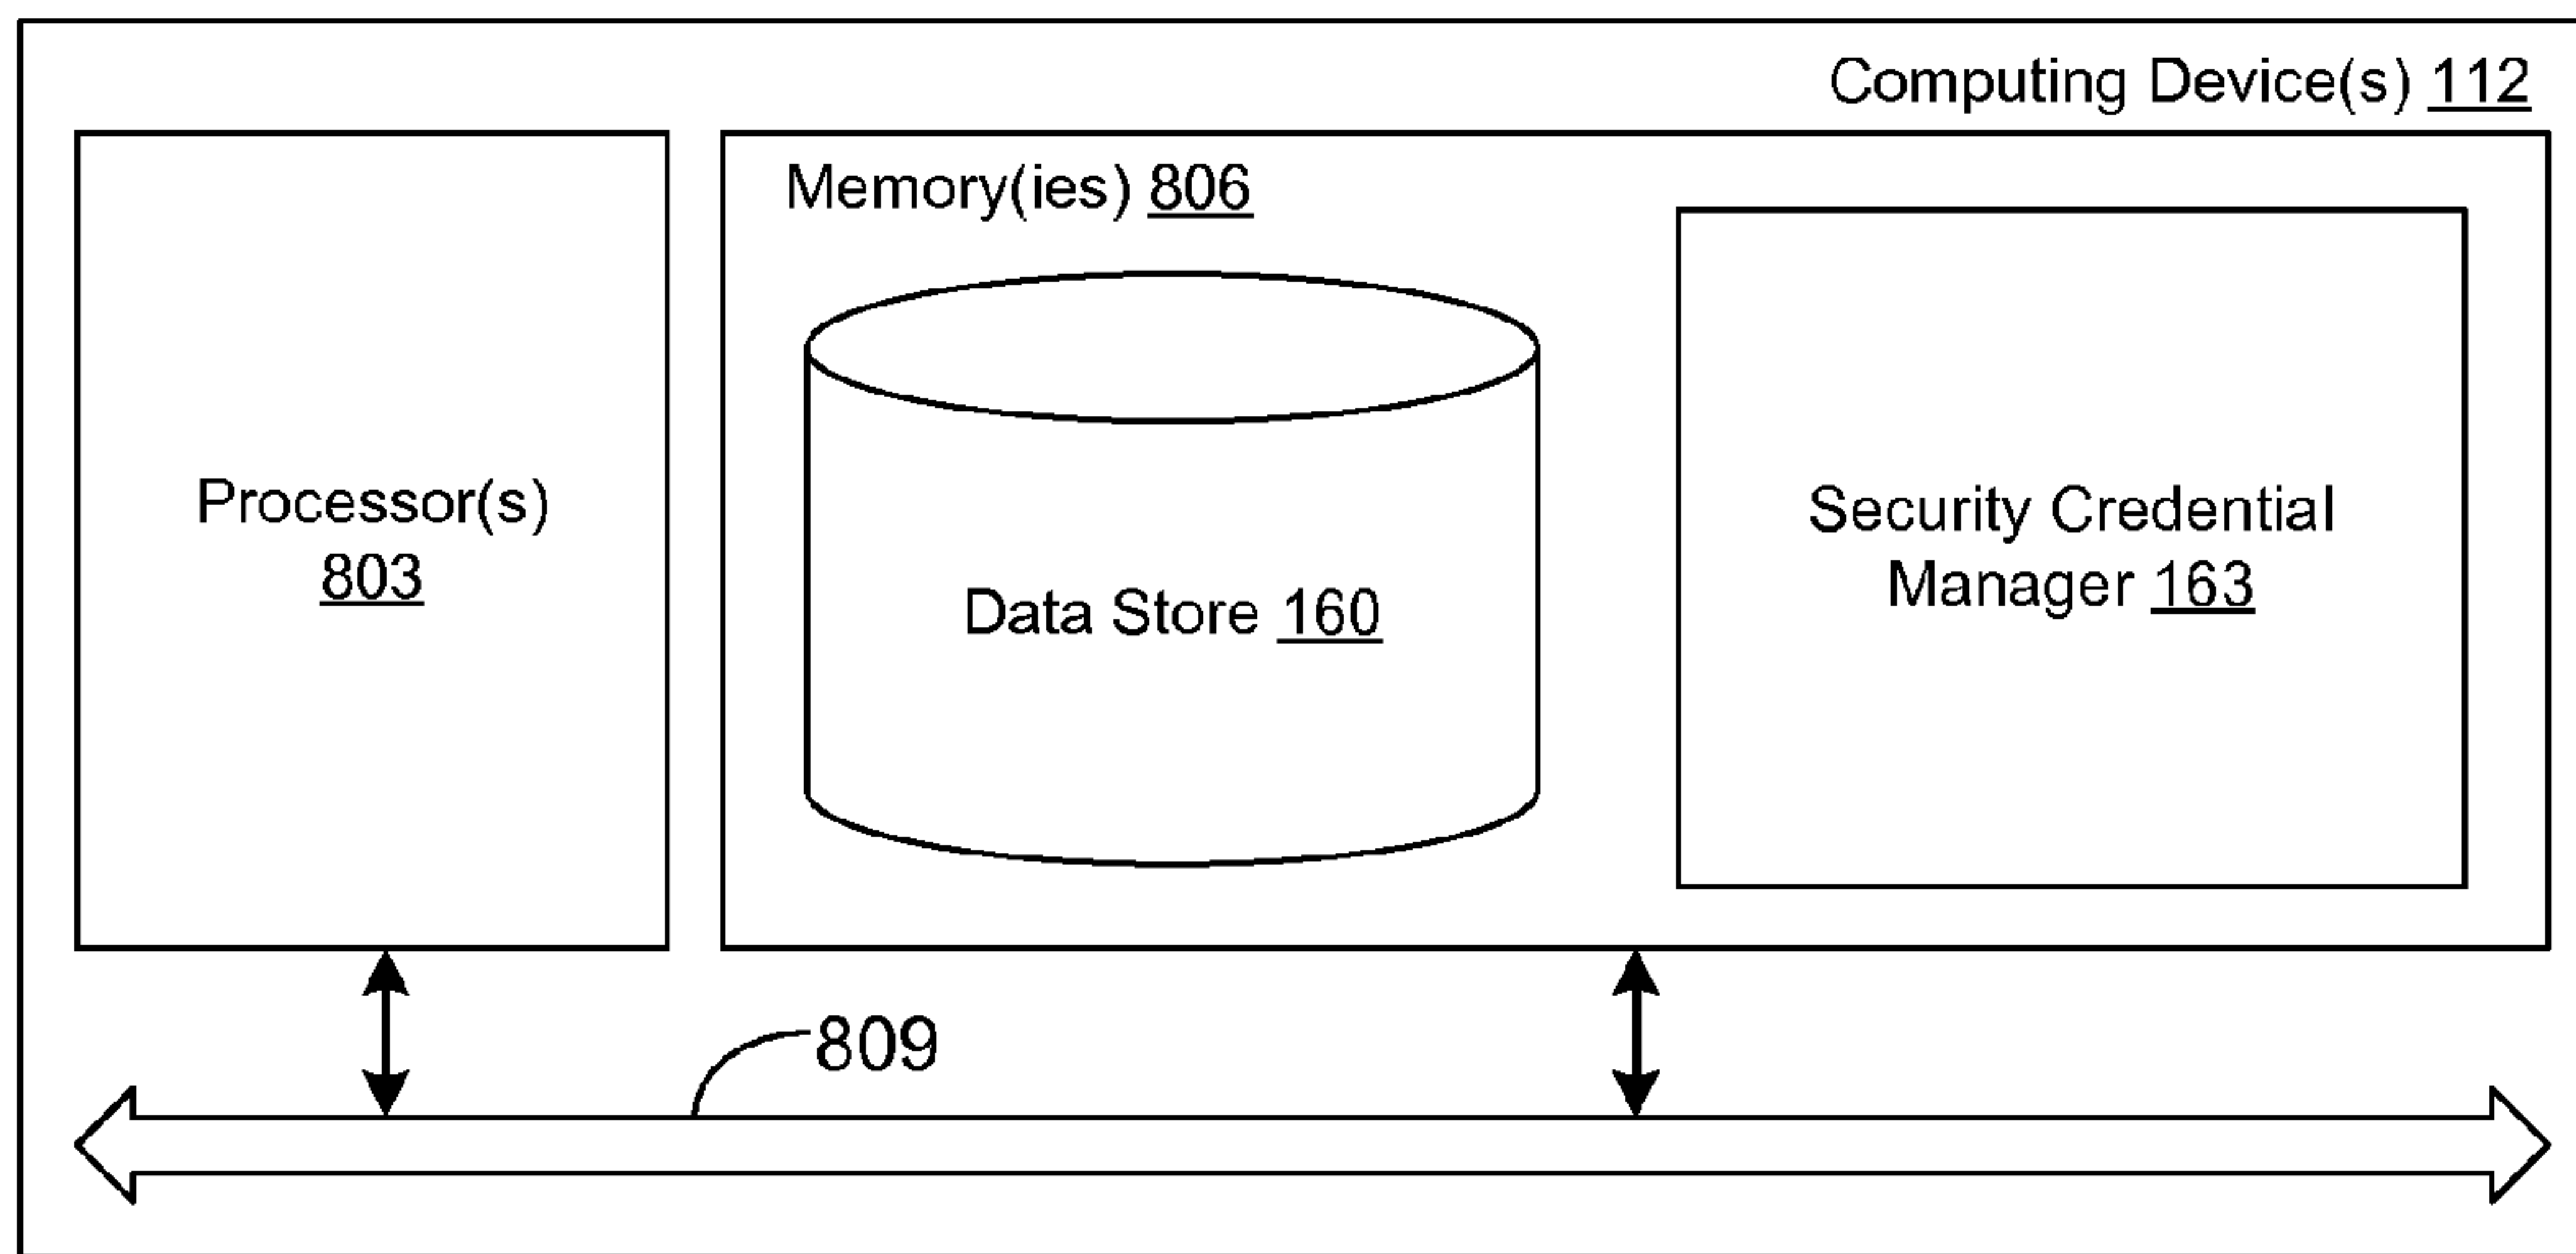 Computing Device(s) 112
Memory(ies) 806
Processor(s)
803
Data Store 160
Security Credential
Manager 163
809